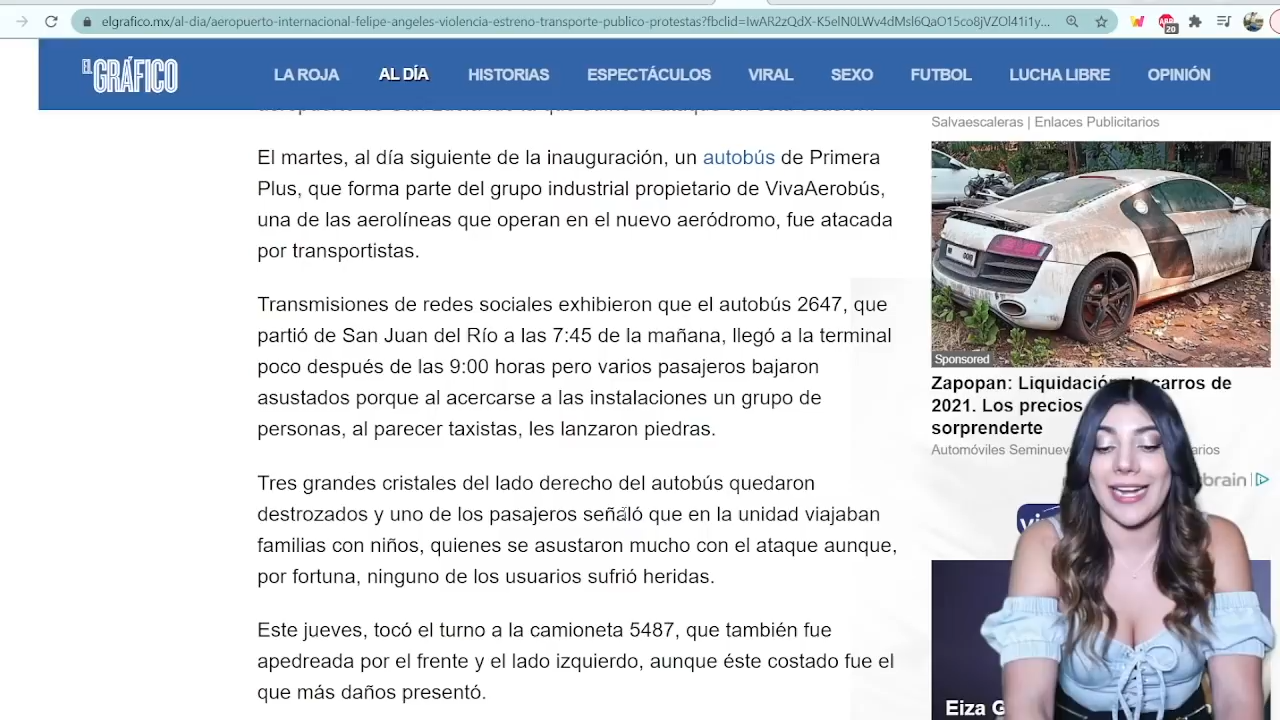 elgrafico.mx/al-dia/aeropuerto-internacional-felipe-angeles-violencia-estreno-transporte-publico-protestas?fbclid=IwAR2zQdX-K5elN0LWv4dMsl6QaO15co8jVZOl41i1y...
20
EL GRÁFICO
LA ROJA AL DÍA HISTORIAS ESPECTÁCULOS VIRAL SEXO FUTBOL LUCHA LIBRE OPINIÓN
El martes, al día siguiente de la inauguración, un autobús de Primera
Plus, que forma parte del grupo industrial propietario de VivaAerobús,
una de las aerolíneas que operan en el nuevo aeródromo, fue atacada
por transportistas.
Transmisiones de redes sociales exhibieron que el autobús 2647, que
partió de San Juan del Río a las 7:45 de la mañana, llegó a la terminal
poco después de las 9:00 horas pero varios pasajeros bajaron
asustados porque al acercarse a las instalaciones un grupo de
personas, al parecer taxistas, les lanzaron piedras.
Tres grandes cristales del lado derecho del autobús quedaron
destrozados y uno de los pasajeros señaló que en la unidad viajaban
familias con niños, quienes se asustaron mucho con el ataque aunque,
por fortuna, ninguno de los usuarios sufrió heridas.
Este jueves, tocó el turno a la camioneta 5487, que también fue
apedreada por el frente y el lado izquierdo, aunque éste costado fue el
que más daños presentó.
Salvaescaleras | Enlaces Publicitarios
Sponsored
Zapopan: Liquidación de carros de
2021. Los precios
sorprenderte
Automóviles
Eiza